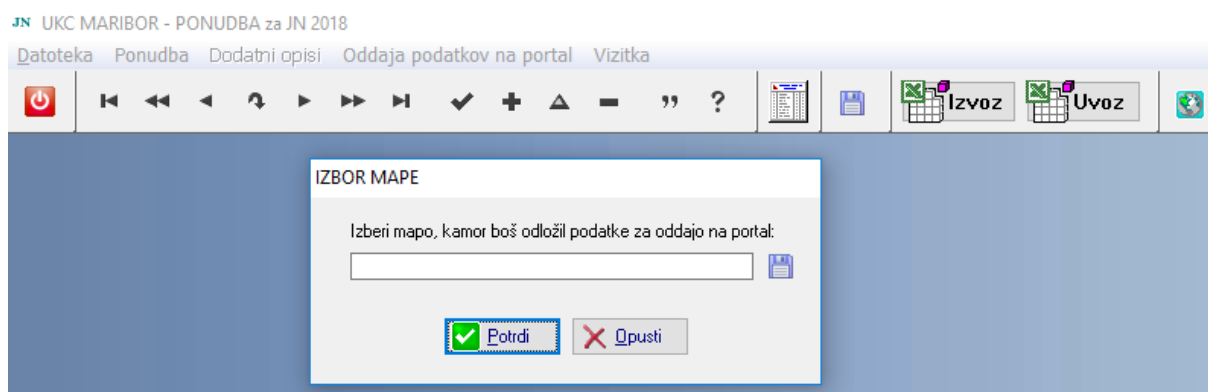 JN UKC MARIBOR - PONUDBA za JN 2018
Datoteka Ponudba Dodatni opisi Oddaja podatkov na portal Vizitka
? Izvoz Uvoz
IZBOR MAPE
Izberi mapo, kamor boš odložil podatke za oddajo na portal:
Potrdi Opusti